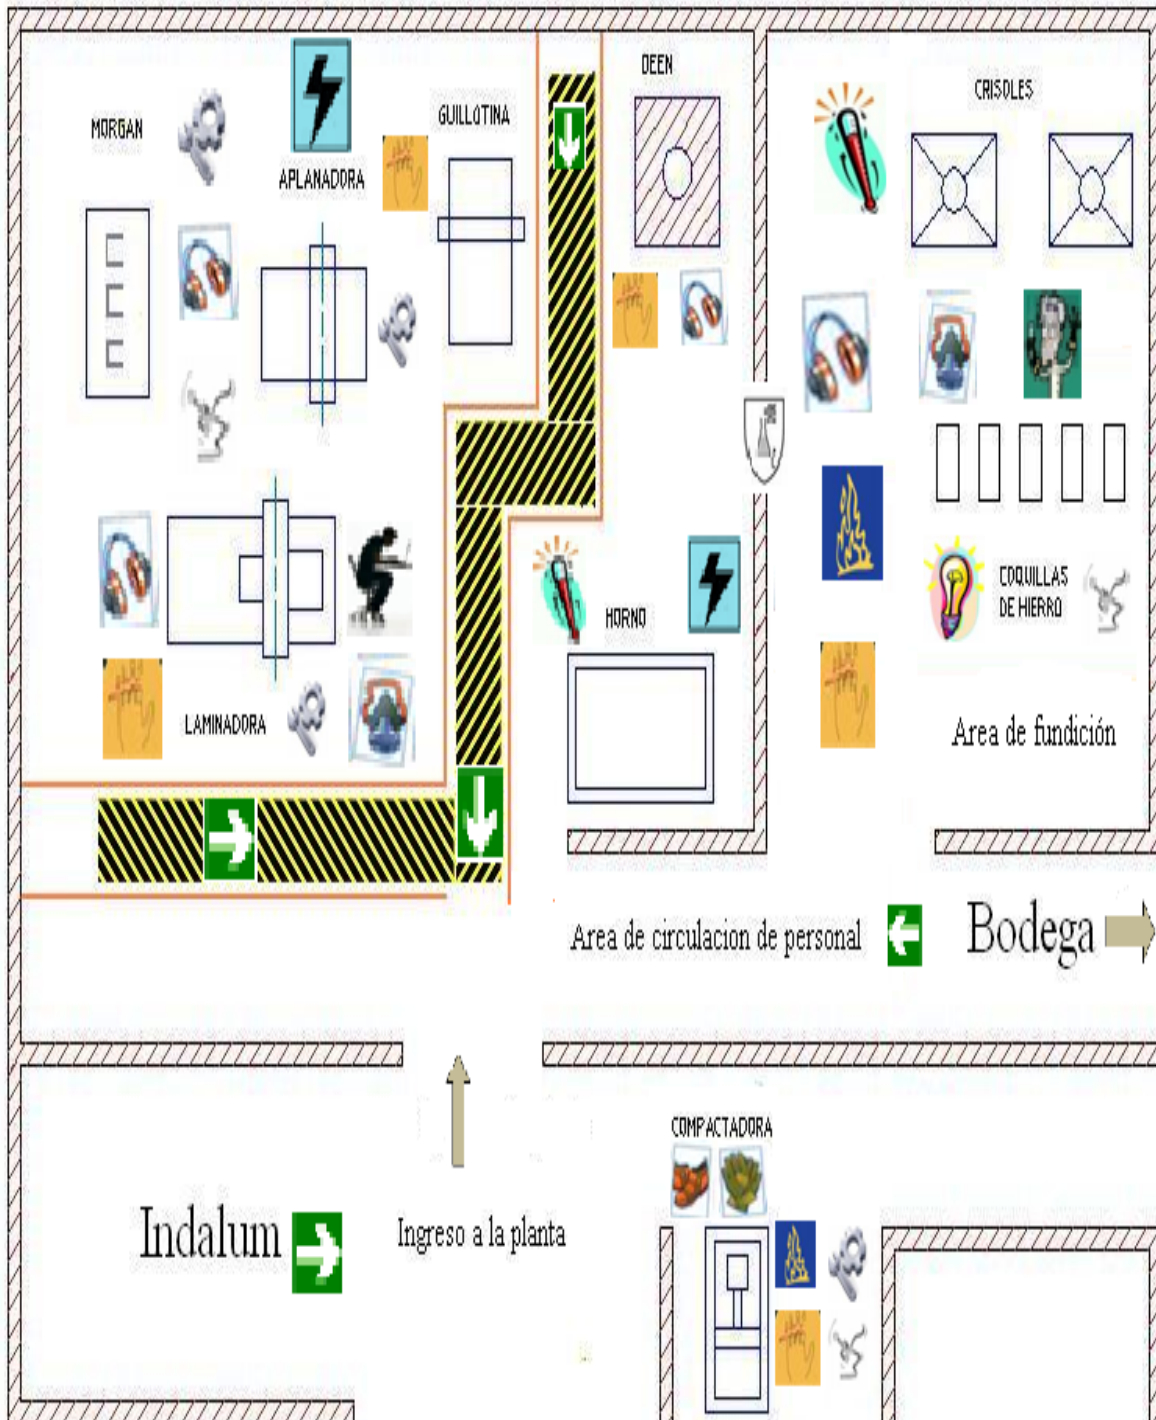 DEEN
CRISOLES
MORGAN
GUILLOTINA
APLANADORA
HORNO
COQUILLAS
DE HIERRO
LAMINADORA
Area de fundición
Area de circulacion de personal
Bodega
COMPACTADORA
Indalum
Ingreso a la planta